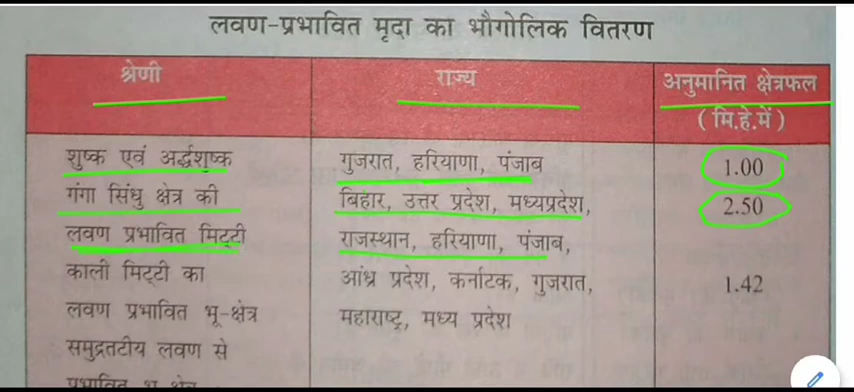 लवण-प्रभावित मृदा का भौगोलिक वितरण
श्रेणी राज्य अनुमानित क्षेत्रफल
(मि.हे.में)
शुष्क एवं अर्द्धशुष्क गुजरात, हरियाणा, पंजाब 1.00
गंगा सिंधु क्षेत्र की बिहार, उत्तर प्रदेश, मध्यप्रदेश, 2.50
लवण प्रभावित मिट्टी राजस्थान, हरियाणा, पंजाब,
काली मिट्टी का आंध्र प्रदेश, कर्नाटक, गुजरात, 1.42
लवण प्रभावित भू-क्षेत्र महाराष्ट्र, मध्य प्रदेश
समुद्रतटीय लवण से